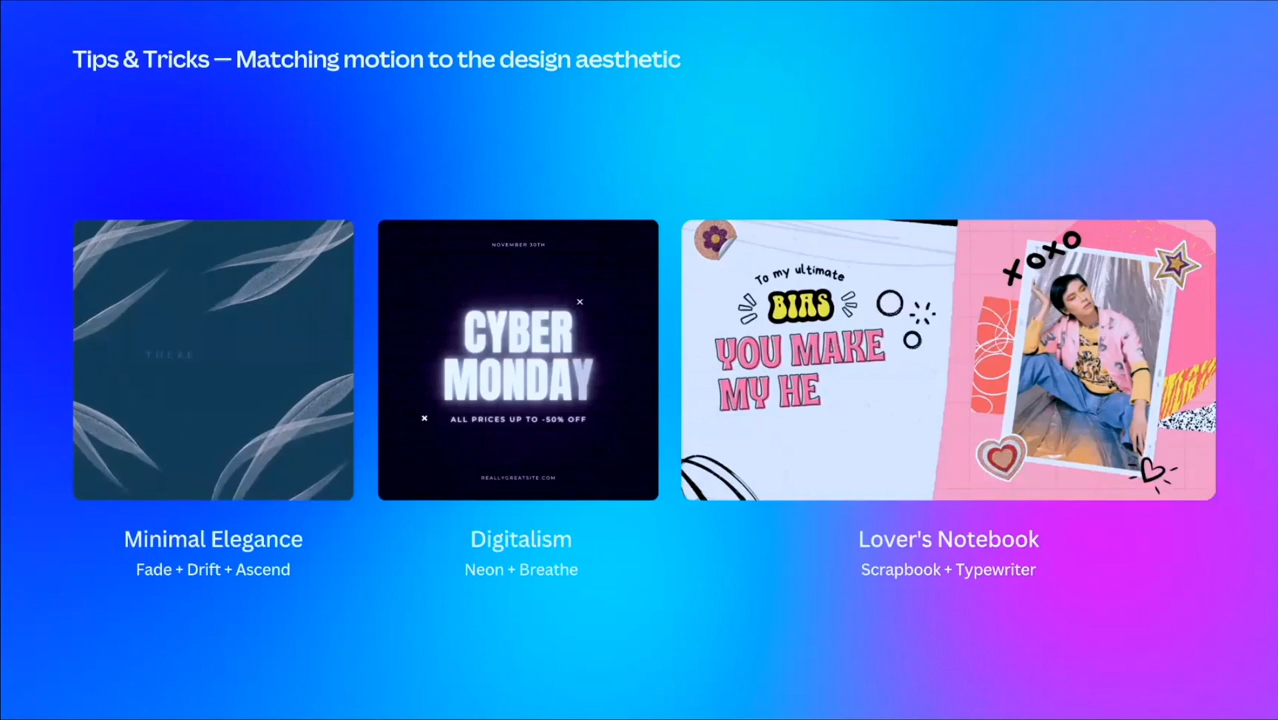 Tips & Tricks — Matching motion to the design aesthetic
THERE
NOVEMBER 30TH
CYBER
MONDAY
ALL PRICES UP TO -50% OFF
REALLYGREATSITE.COM
To my ultimate
BIAS
YOU MAKE
MY HE
XOXO
Minimal Elegance
Fade + Drift + Ascend
Digitalism
Neon + Breathe
Lover's Notebook
Scrapbook + Typewriter